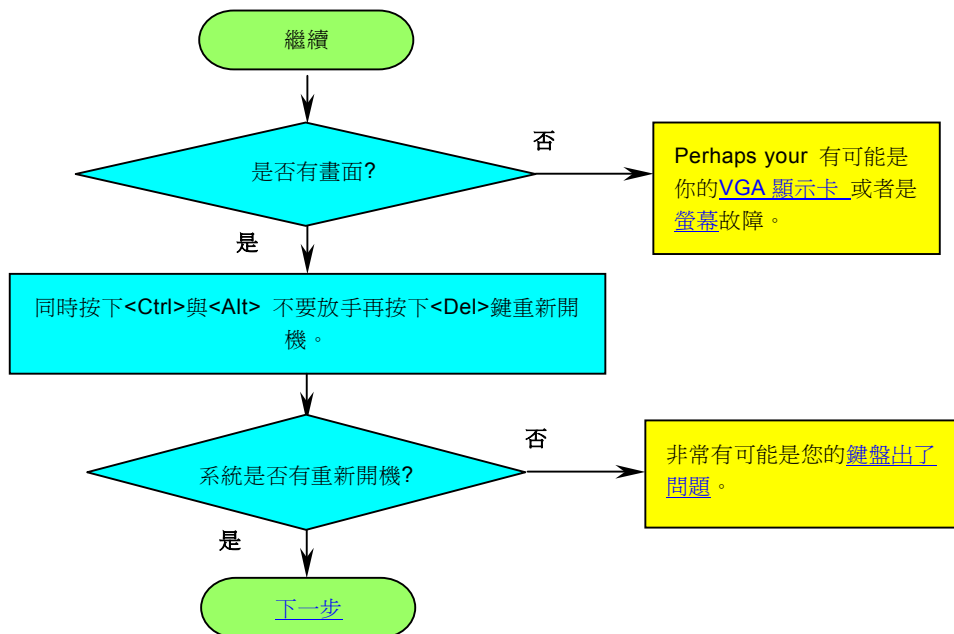 繼續
是否有畫面?
否
Perhaps your 有可能是
你的VGA 顯示卡 或者是
螢幕故障。
是
同時按下<Ctrl>與<Alt> 不要放手再按下<Del>鍵重新開
機。
系統是否有重新開機?
否
非常有可能是您的鍵盤出了
問題。
是
下一步